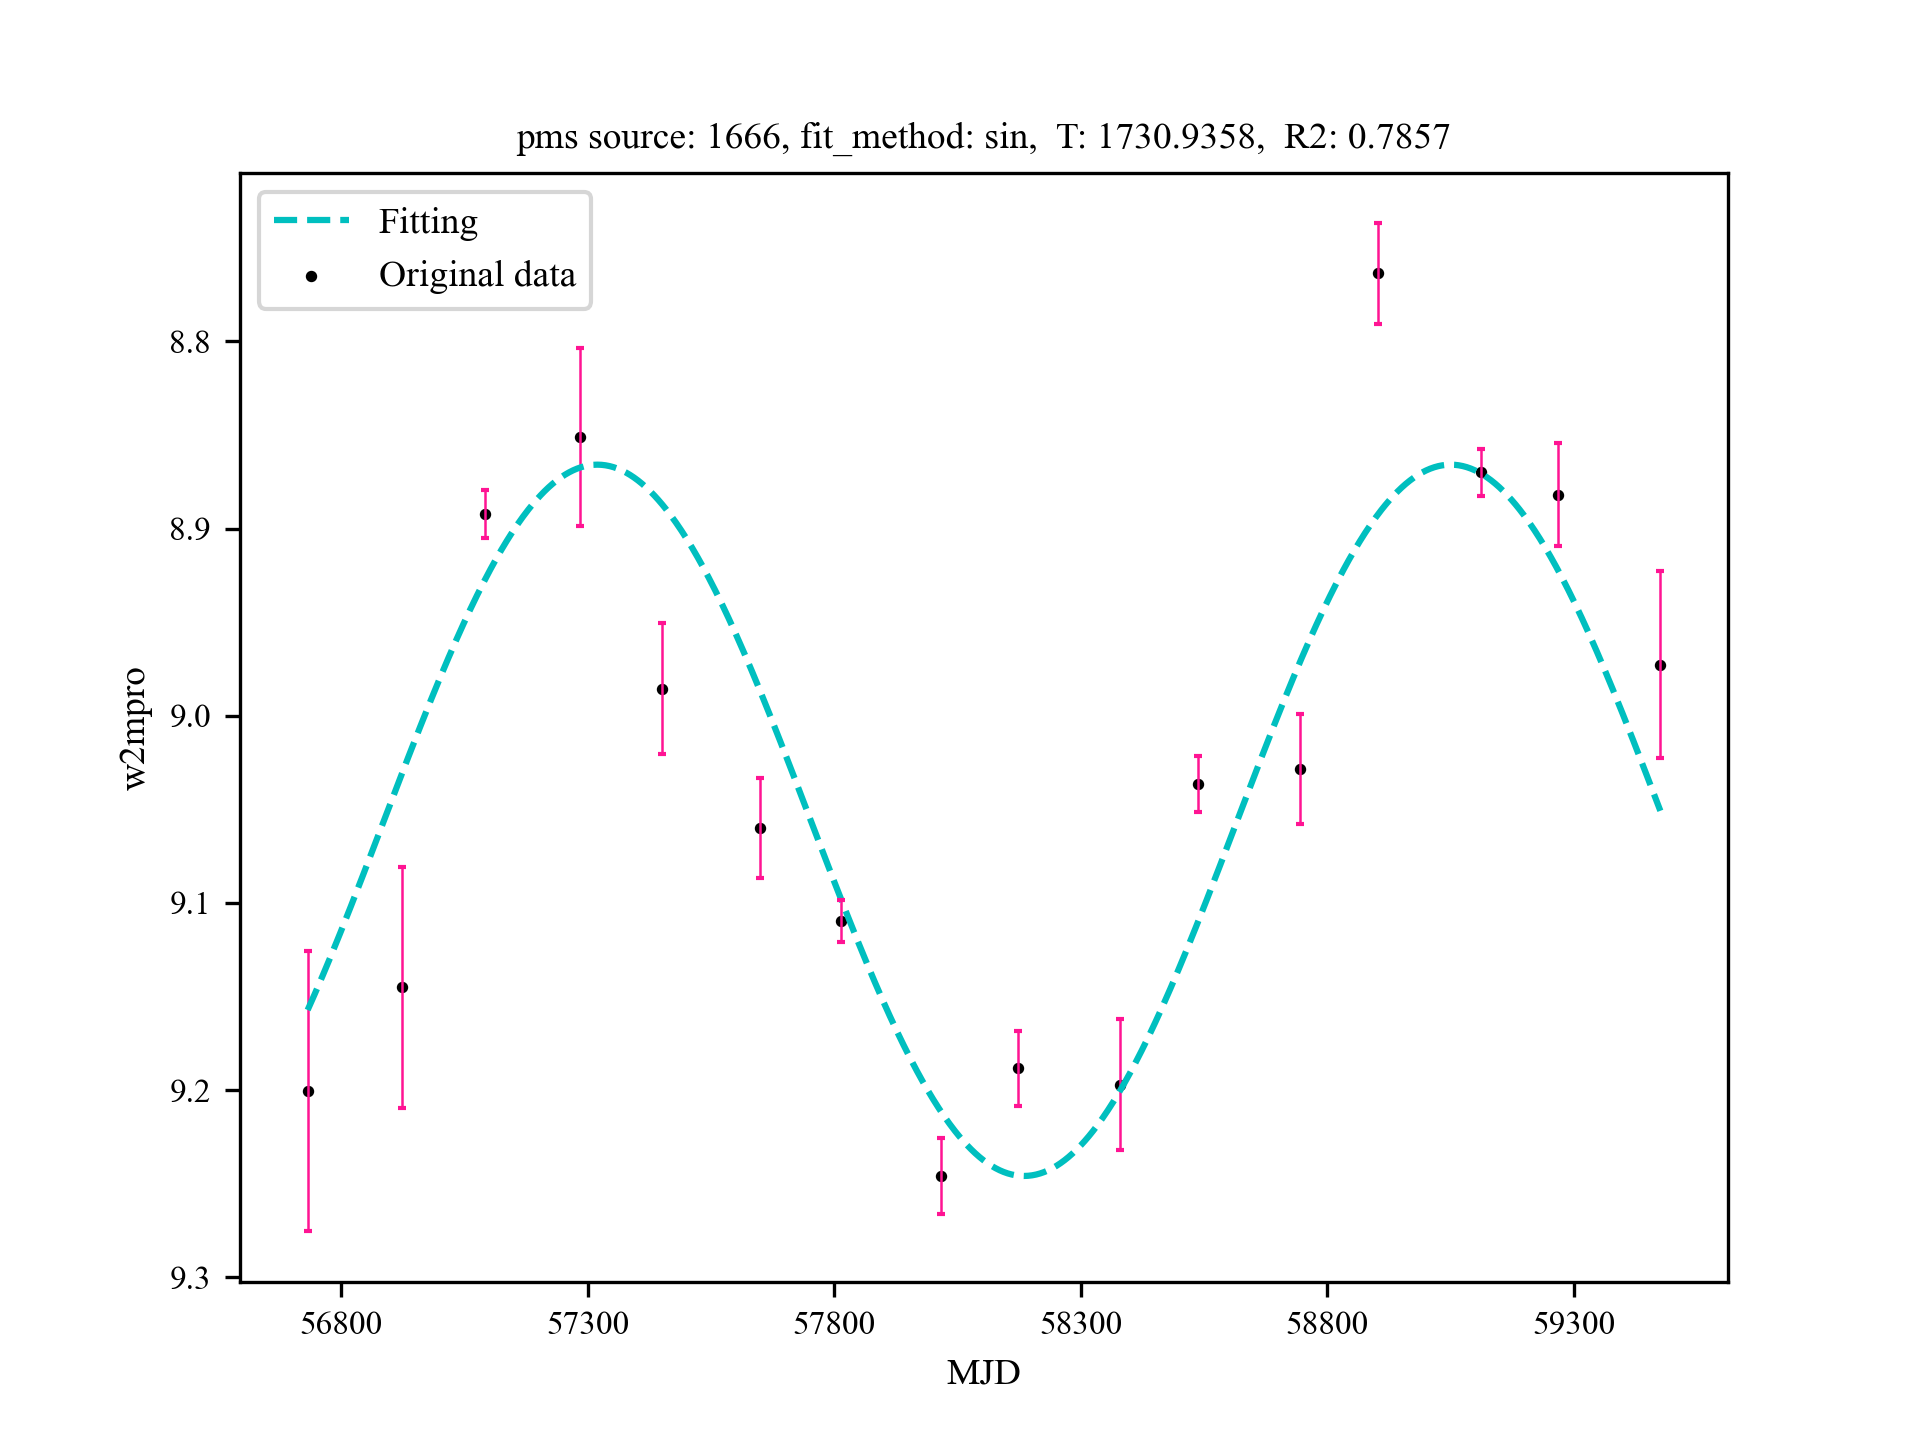 pms source: 1666, fit_method: sin,  T: 1730.9358,  R2: 0.7857
Fitting
Original data
8.8
8.9
9.0
9.1
9.2
9.3
w2mpro
56800 57300 57800 58300 58800 59300
MJD